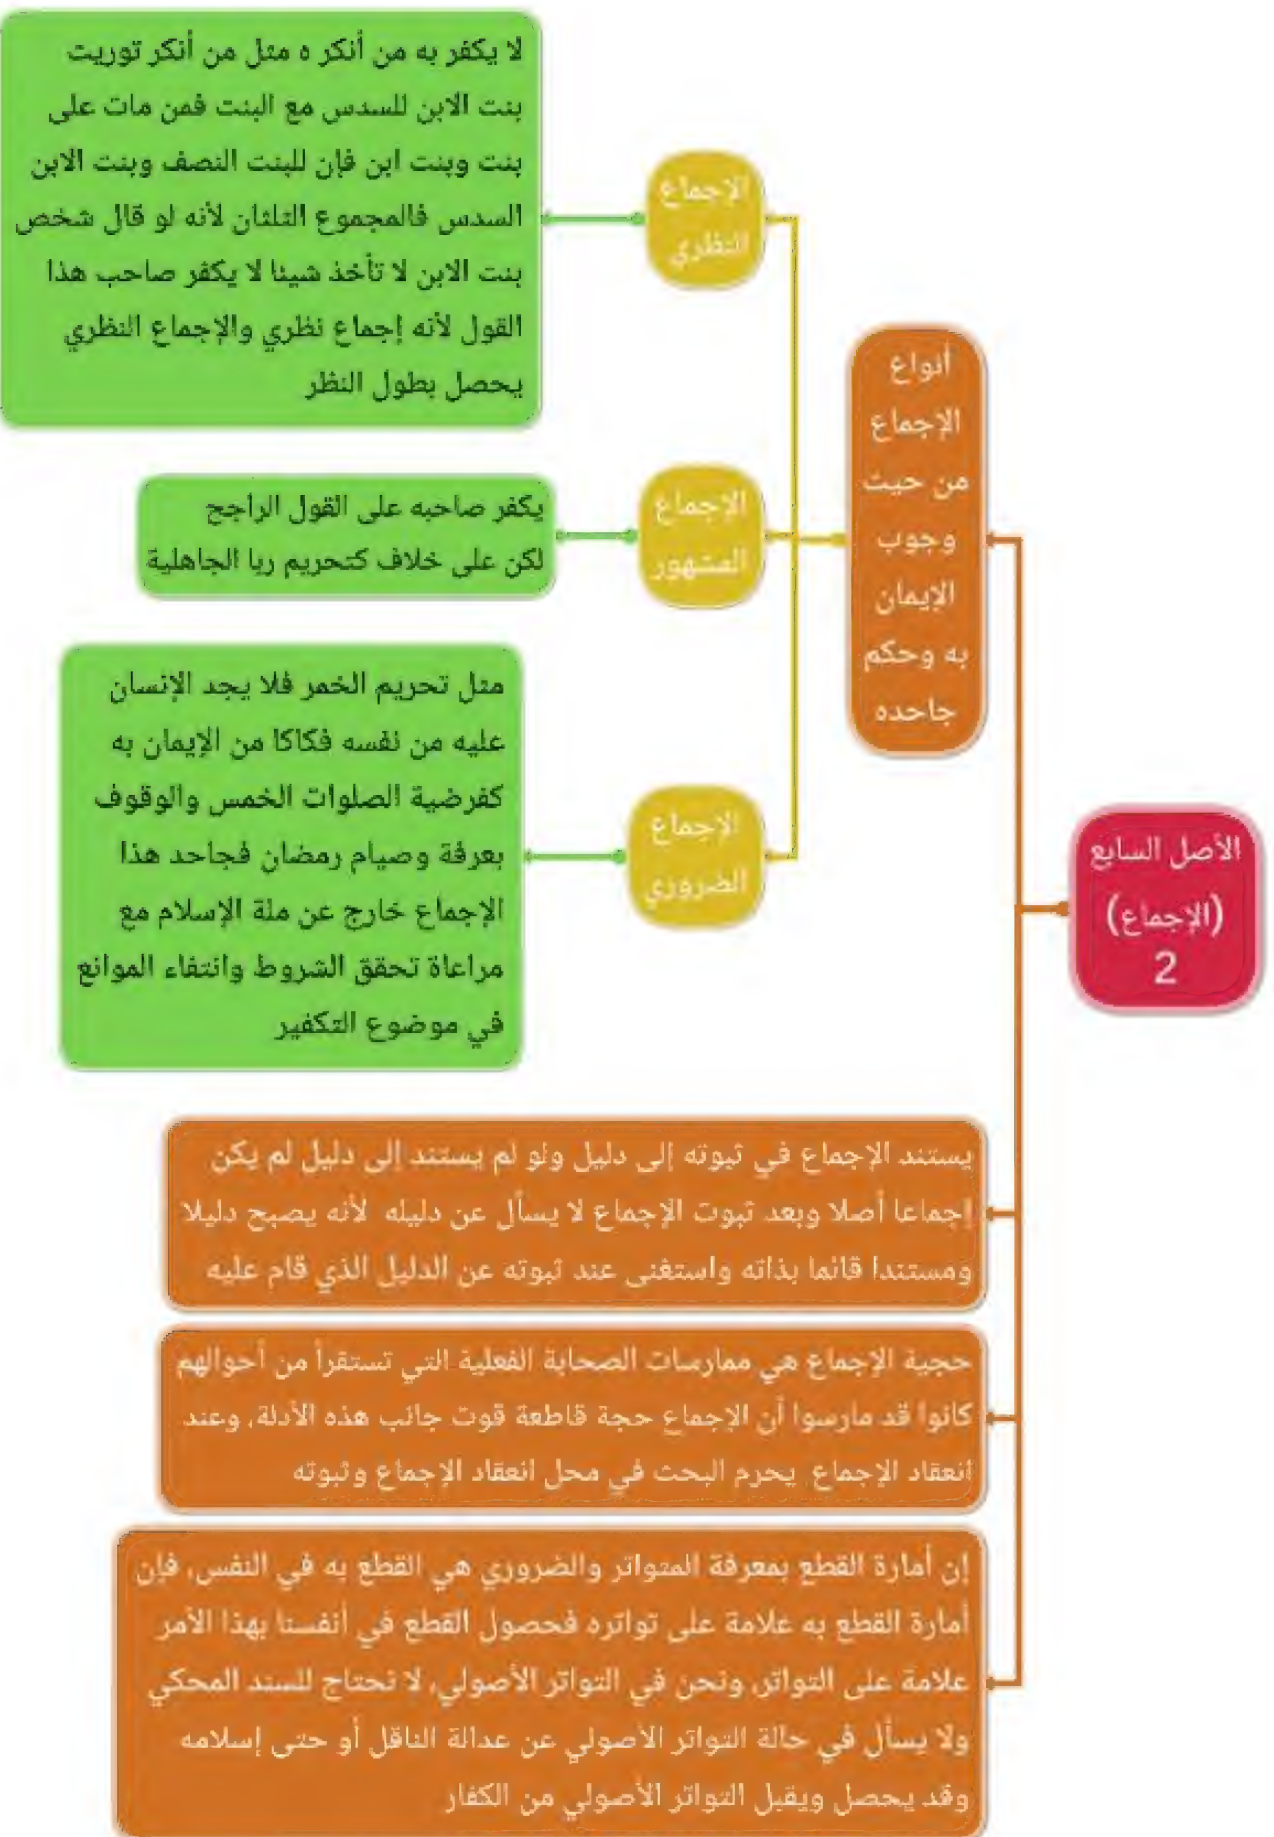 الأصل السابع
(الإجماع)
2
أنواع
الإجماع
من حيث
وجوب
الإيمان
به وحكم
جاحده
الإجماع
النظري
لا يكفر به من أنكر ه مثل من أنكر توريث
بنت الابن للسدس مع البنت فمن مات على
بنت وبنت ابن فإن للبنت النصف وبنت الابن
السدس فالمجموع الثلثان لأنه لو قال شخص
بنت الابن لا تأخذ شيئا لا يكفر صاحب هذا
القول لأنه إجماع نظري والإجماع النظري
يحصل بطول النظر
الإجماع
المشهور
يكفر صاحبه على القول الراجح
لكن على خلاف كتحريم ربا الجاهلية
الإجماع
الضروري
مثل تحريم الخمر فلا يجد الإنسان
عليه من نفسه فكاكا من الإيمان به
كفرضية الصلوات الخمس والوقوف
بعرفة وصيام رمضان فجاحد هذا
الإجماع خارج عن ملة الإسلام مع
مراعاة تحقق الشروط وانتفاء الموانع
في موضوع التكفير
يستند الإجماع في ثبوته إلى دليل ولو لم يستند إلى دليل لم يكن
إجماعا أصلا وبعد ثبوت الإجماع لا يسأل عن دليله لأنه يصبح دليلا
ومستندا قائما بذاته واستغنى عند ثبوته عن الدليل الذي قام عليه
حجية الإجماع هي ممارسات الصحابة الفعلية التي تستقرأ من أحوالهم
كانوا قد مارسوا أن الإجماع حجة قاطعة قوت جانب هذه الأدلة، وعند
انعقاد الإجماع يحرم البحث في محل انعقاد الإجماع وثبوته
إن أمارة القطع بمعرفة المتواتر والضروري هي القطع به في النفس، فإن
أمارة القطع به علامة على تواتره فحصول القطع في أنفسنا بهذا الأمر
علامة على التواتر، ونحن في التواتر الأصولي، لا نحتاج للسند المحكي
ولا يسأل في حالة التواتر الأصولي عن عدالة الناقل أو حتى إسلامه
وقد يحصل ويقبل التواتر الأصولي من الكفار